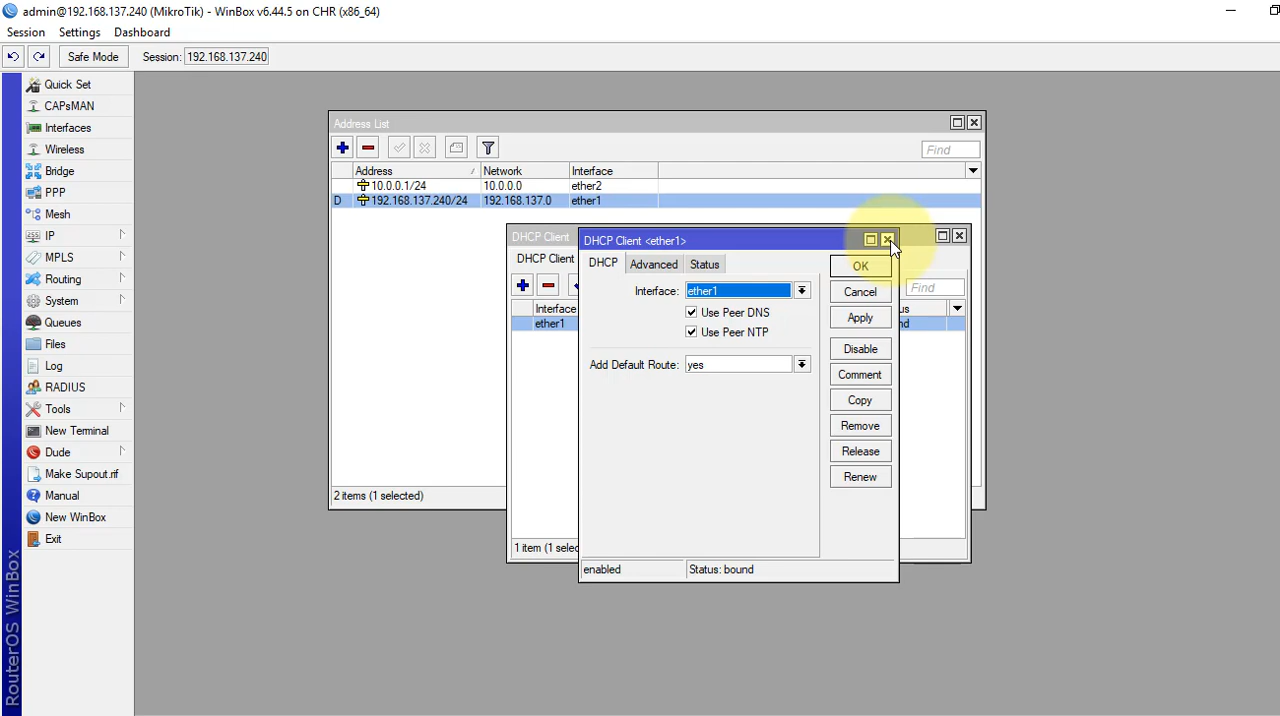 admin@192.168.137.240 (MikroTik) - WinBox v6.44.5 on CHR (x86_64)
Session Settings Dashboard
Safe Mode Session: 192.168.137.240
Quick Set
CAPsMAN
Interfaces
Wireless
Bridge
PPP
Mesh
IP
MPLS
Routing
System
Queues
Files
Log
RADIUS
Tools
New Terminal
Dude
Make Supout.rif
Manual
New WinBox
Exit
RouterOS WinBox
Address List
Find
Address Network Interface
10.0.0.1/24 10.0.0.0 ether2
D 192.168.137.240/24 192.168.137.0 ether1
2 items (1 selected)
DHCP Client
DHCP Client
Find
Interface
ether1
1 item (1 selec
DHCP Client <ether1>
DHCP Advanced Status
Interface: ether1
Use Peer DNS
Use Peer NTP
Add Default Route: yes
OK
Cancel
Apply
Disable
Comment
Copy
Remove
Release
Renew
enabled Status: bound